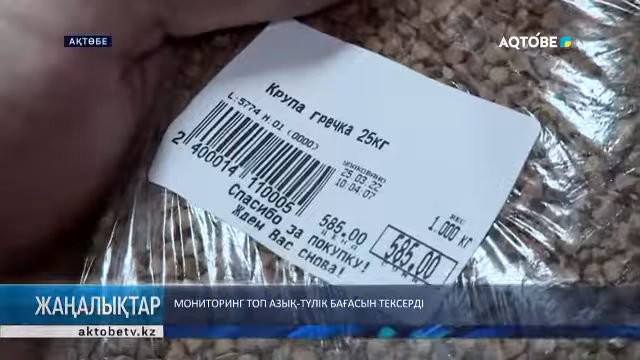 АҚТӨБЕ
AQTÖBE
Крупа гречка 25кг
L:5774 Н.01 (0000)
2 400014 110005
УПАКОВАНО
25.03.22
10:04:07
ВЕС
1.000 кг
585.00
ЦЕНА
585.00
Спасибо за покупку!
Ждем Вас снова!
ЖАҢАЛЫҚТАР
МОНИТОРИНГ ТОП АЗЫҚ-ТҮЛІК БАҒАСЫН ТЕКСЕРДІ
aktobetv.kz